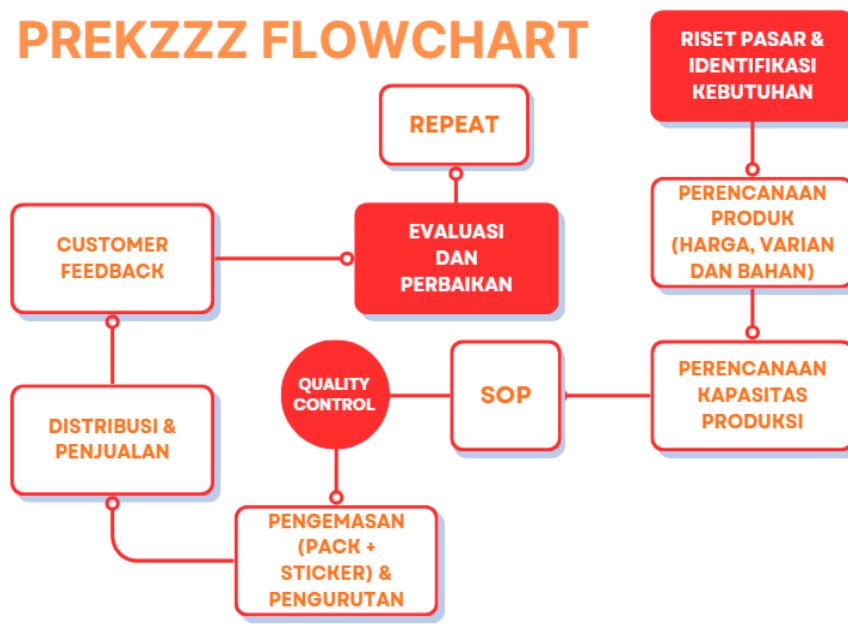 PREKZZZ FLOWCHART
RISET PASAR &
IDENTIFIKASI
KEBUTUHAN
PERENCANAAN
PRODUK
(HARGA, VARIAN
DAN BAHAN)
PERENCANAAN
KAPASITAS
PRODUKSI
SOP
QUALITY
CONTROL
PENGEMASAN
(PACK +
STICKER) &
PENGURUTAN
DISTRIBUSI &
PENJUALAN
CUSTOMER
FEEDBACK
EVALUASI
DAN
PERBAIKAN
REPEAT